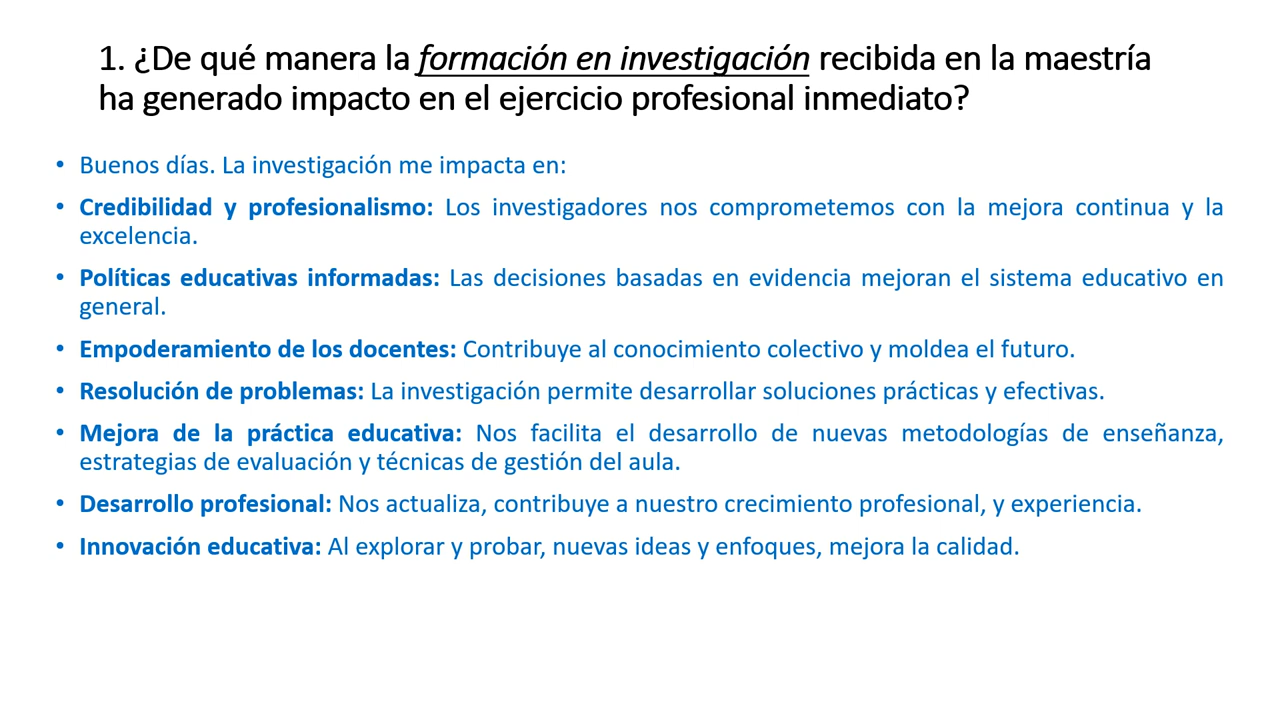 1. ¿De qué manera la formación en investigación recibida en la maestría
ha generado impacto en el ejercicio profesional inmediato?
• Buenos días. La investigación me impacta en:
• Credibilidad y profesionalismo: Los investigadores nos comprometemos con la mejora continua y la
excelencia.
• Políticas educativas informadas: Las decisiones basadas en evidencia mejoran el sistema educativo en
general.
• Empoderamiento de los docentes: Contribuye al conocimiento colectivo y moldea el futuro.
• Resolución de problemas: La investigación permite desarrollar soluciones prácticas y efectivas.
• Mejora de la práctica educativa: Nos facilita el desarrollo de nuevas metodologías de enseñanza,
estrategias de evaluación y técnicas de gestión del aula.
• Desarrollo profesional: Nos actualiza, contribuye a nuestro crecimiento profesional, y experiencia.
• Innovación educativa: Al explorar y probar, nuevas ideas y enfoques, mejora la calidad.